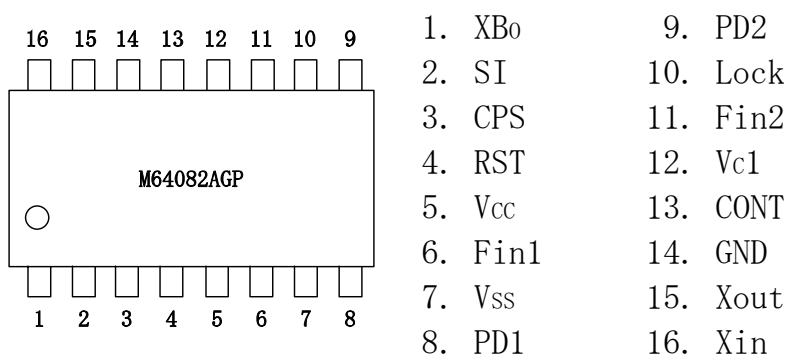 16 15 14 13 12 11 10 9
M64082AGP
1 2 3 4 5 6 7 8
1. XBo
2. SI
3. CPS
4. RST
5. Vcc
6. Fin1
7. Vss
8. PD1
9. PD2
10. Lock
11. Fin2
12. Vc1
13. CONT
14. GND
15. Xout
16. Xin